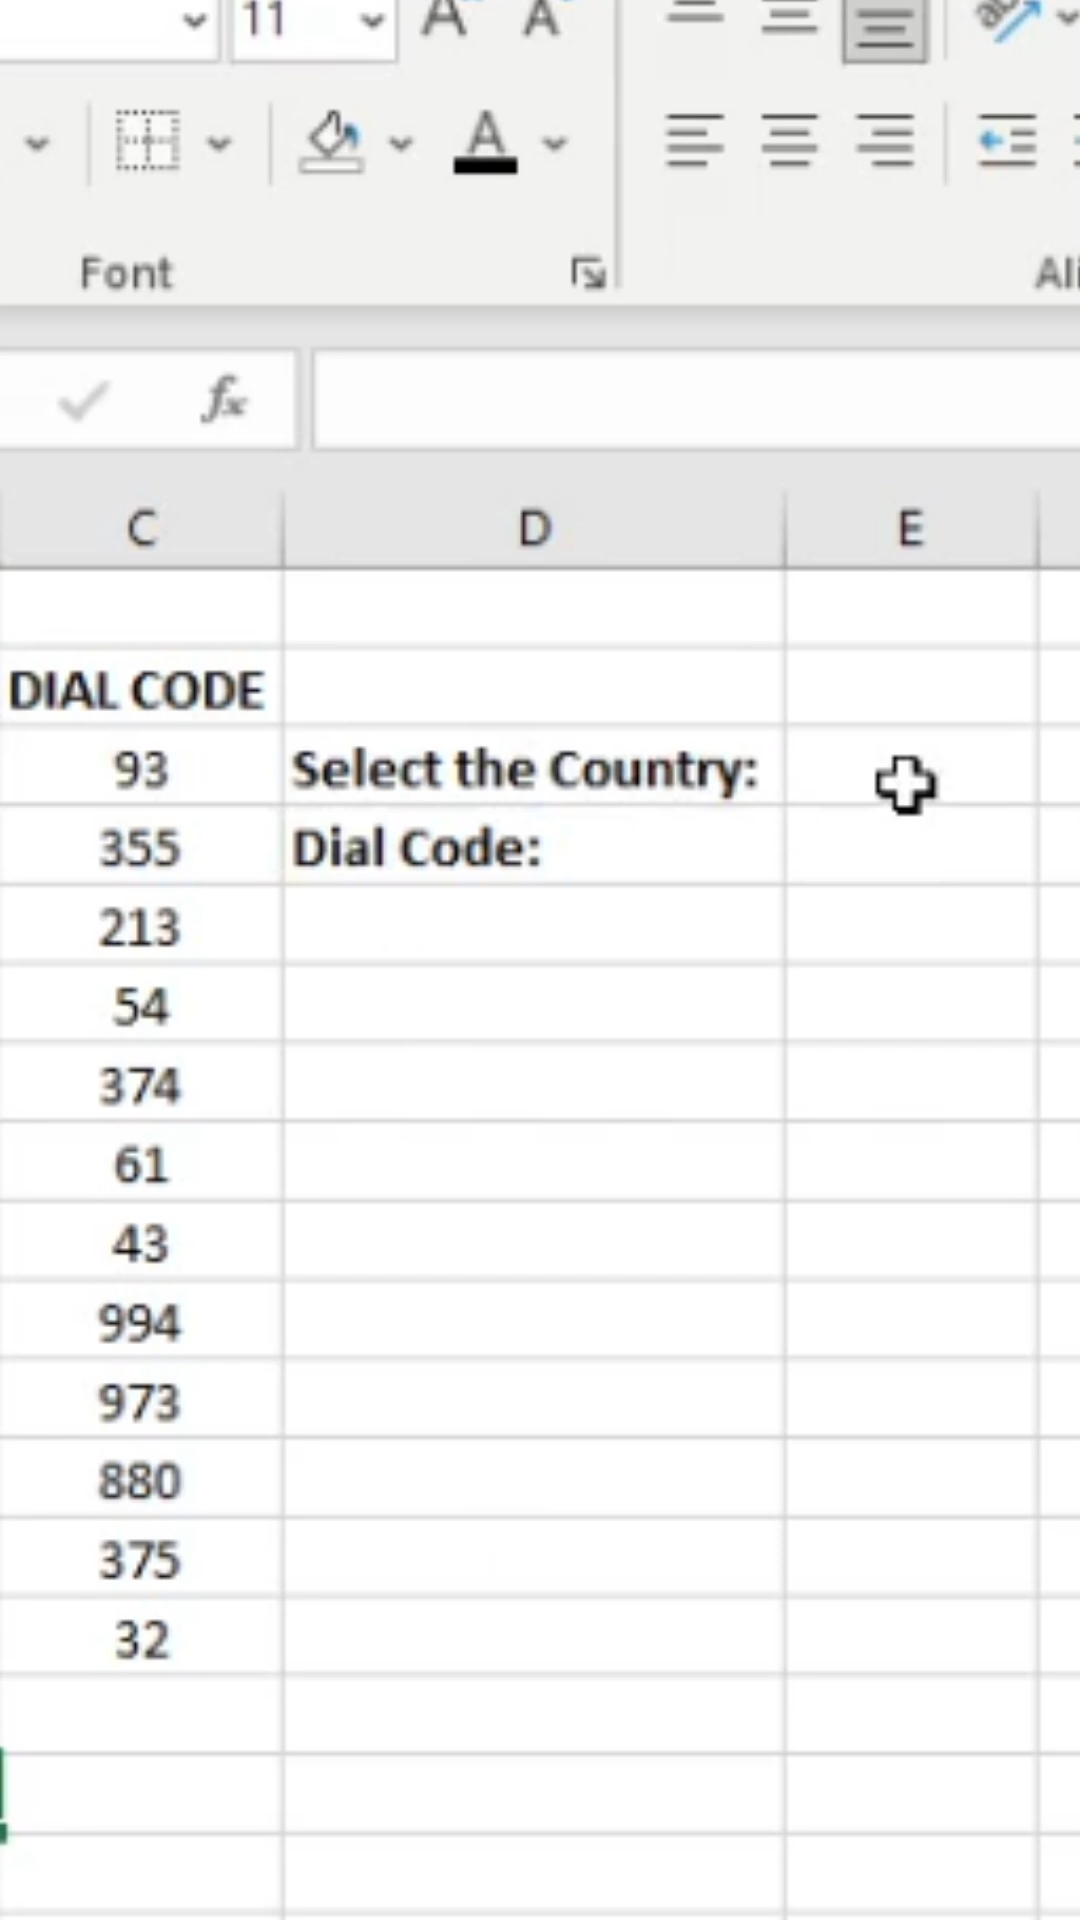 11
Font
fx
C D E
DIAL CODE
93 Select the Country:
355 Dial Code:
213
54
374
61
43
994
973
880
375
32